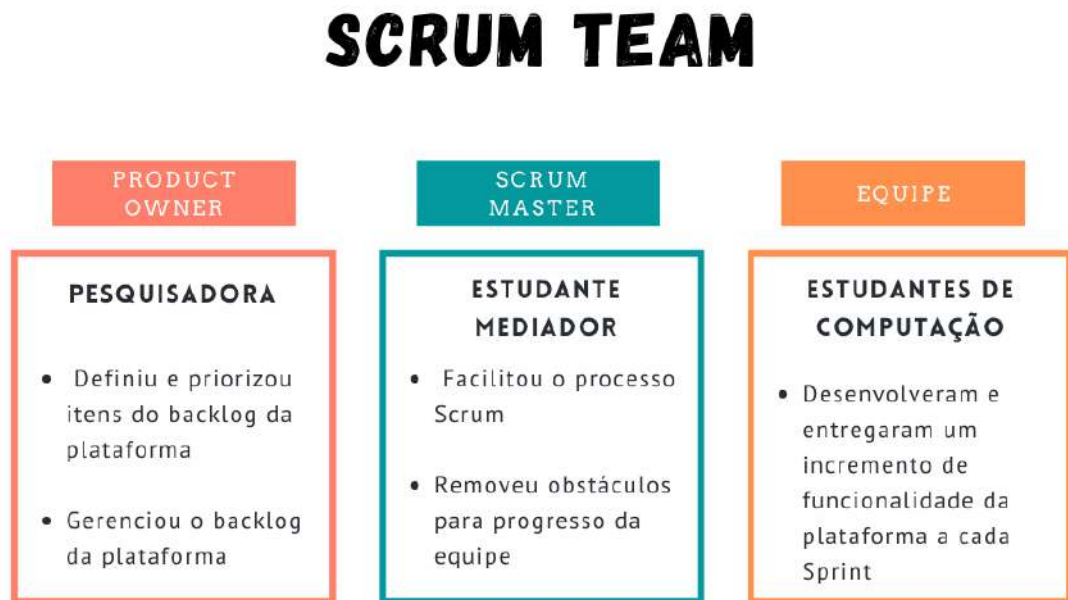 SCRUM TEAM
PRODUCT
OWNER
PESQUISADORA
• Definiu e priorizou
itens do backlog da
plataforma
• Gerenciou o backlog
da plataforma
SCRUM
MASTER
ESTUDANTE
MEDIADOR
• Facilitou o processo
Scrum
• Removeu obstáculos
para progresso da
equipe
EQUIPE
ESTUDANTES DE
COMPUTAÇÃO
• Desenvolveram e
entregaram um
incremento de
funcionalidade da
plataforma a cada
Sprint